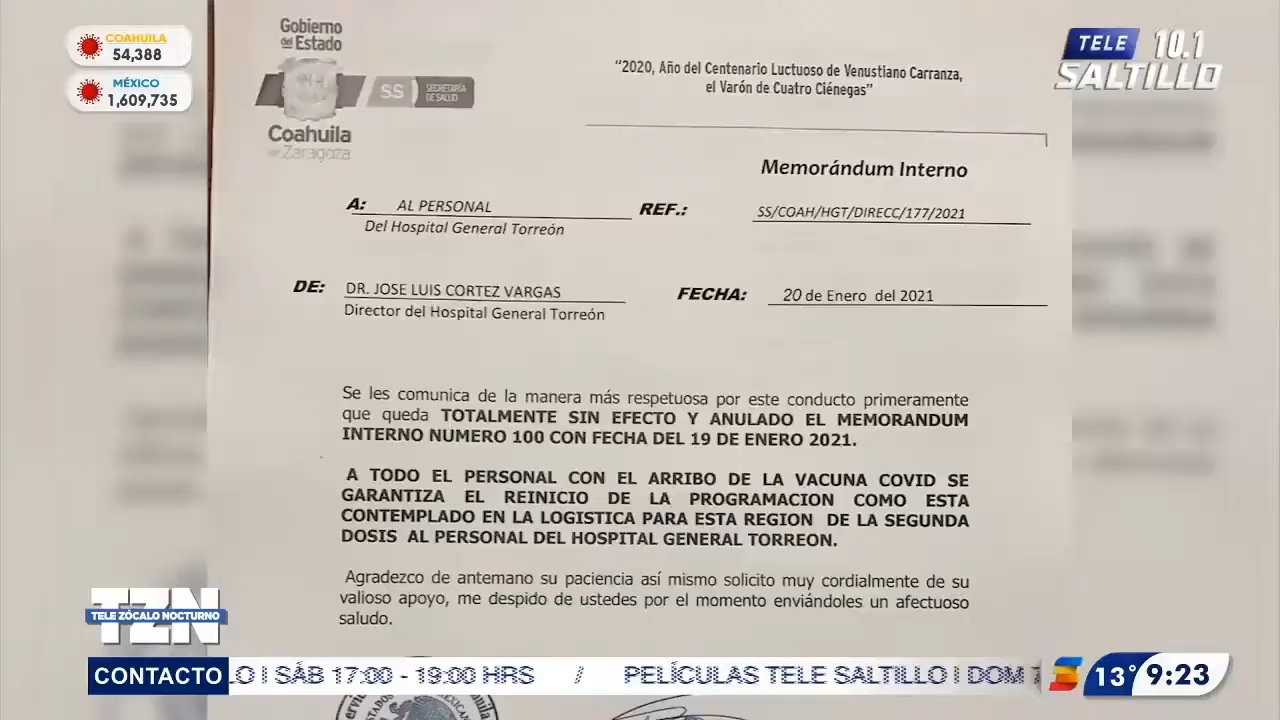 COAHUILA
54,388
MÉXICO
1,609,735
Gobierno
del Estado
SS
SECRETARÍA
DE SALUD
Coahuila
de Zaragoza
TELE 10.1
SALTILLO
“2020, Año del Centenario Luctuoso de Venustiano Carranza,
el Varón de Cuatro Ciénegas”
Memorándum Interno
A: AL PERSONAL
Del Hospital General Torreón
REF.: SS/COAH/HGT/DIRECC/177/2021
DE: DR. JOSE LUIS CORTEZ VARGAS
Director del Hospital General Torreón
FECHA: 20 de Enero del 2021
Se les comunica de la manera más respetuosa por este conducto primeramente
que queda TOTALMENTE SIN EFECTO Y ANULADO EL MEMORANDUM
INTERNO NUMERO 100 CON FECHA DEL 19 DE ENERO 2021.
A TODO EL PERSONAL CON EL ARRIBO DE LA VACUNA COVID SE
GARANTIZA EL REINICIO DE LA PROGRAMACION COMO ESTA
CONTEMPLADO EN LA LOGISTICA PARA ESTA REGION DE LA SEGUNDA
DOSIS AL PERSONAL DEL HOSPITAL GENERAL TORREON.
Agradezco de antemano su paciencia así mismo solicito muy cordialmente de su
valioso apoyo, me despido de ustedes por el momento enviándoles un afectuoso
saludo.
TZN
TELE ZÓCALO NOCTURNO
CONTACTO
LO | SÁB 17:00 - 19:00 HRS / PELÍCULAS TELE SALTILLO | DOM
13° 9:23